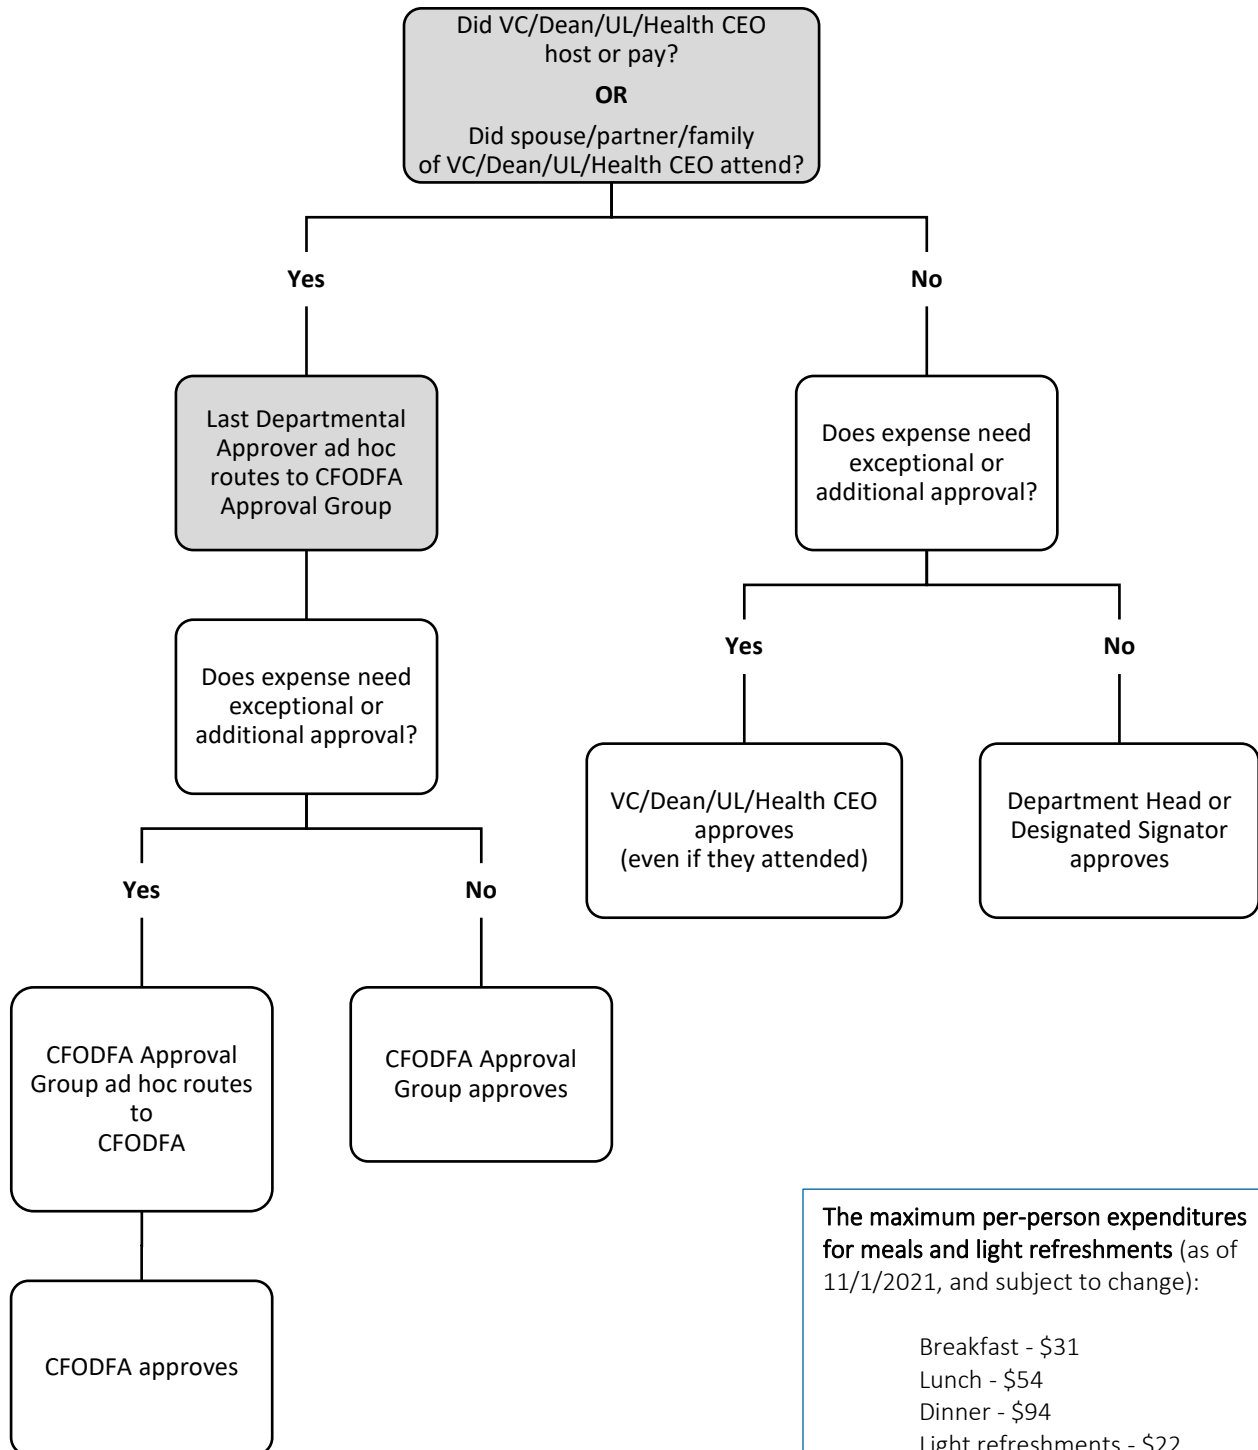 Did VC/Dean/UL/Health CEO
host or pay?
OR
Did spouse/partner/family
of VC/Dean/UL/Health CEO attend?
Yes
No
Last Departmental
Approver ad hoc
routes to CFODFA
Approval Group
Does expense need
exceptional or
additional approval?
Does expense need
exceptional or
additional approval?
Yes
No
VC/Dean/UL/Health CEO
approves
(even if they attended)
Department Head or
Designated Signator
approves
Yes
No
CFODFA Approval
Group ad hoc routes
to
CFODFA
CFODFA Approval
Group approves
CFODFA approves
The maximum per-person expenditures
for meals and light refreshments (as of
11/1/2021, and subject to change):
Breakfast - $31
Lunch - $54
Dinner - $94
Light refreshments - $22